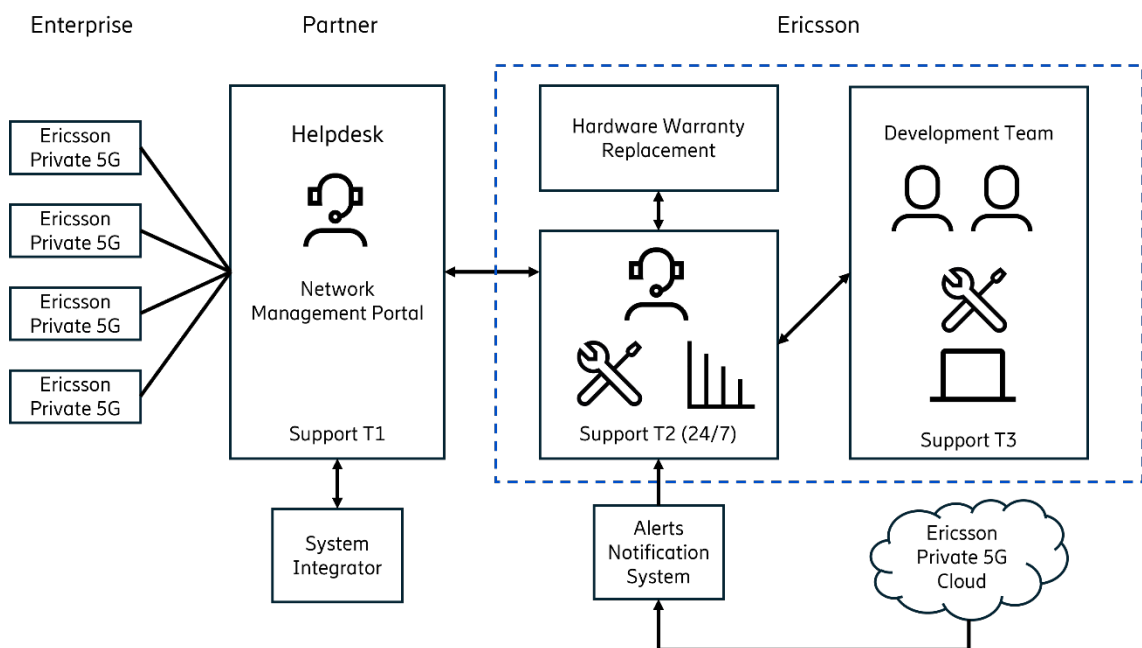 Enterprise
Partner
Ericsson
Ericsson
Private 5G
Ericsson
Private 5G
Ericsson
Private 5G
Ericsson
Private 5G
Helpdesk
Network
Management Portal
Support T1
System
Integrator
Hardware Warranty
Replacement
Support T2 (24/7)
Alerts
Notification
System
Development Team
Support T3
Ericsson
Private 5G
Cloud